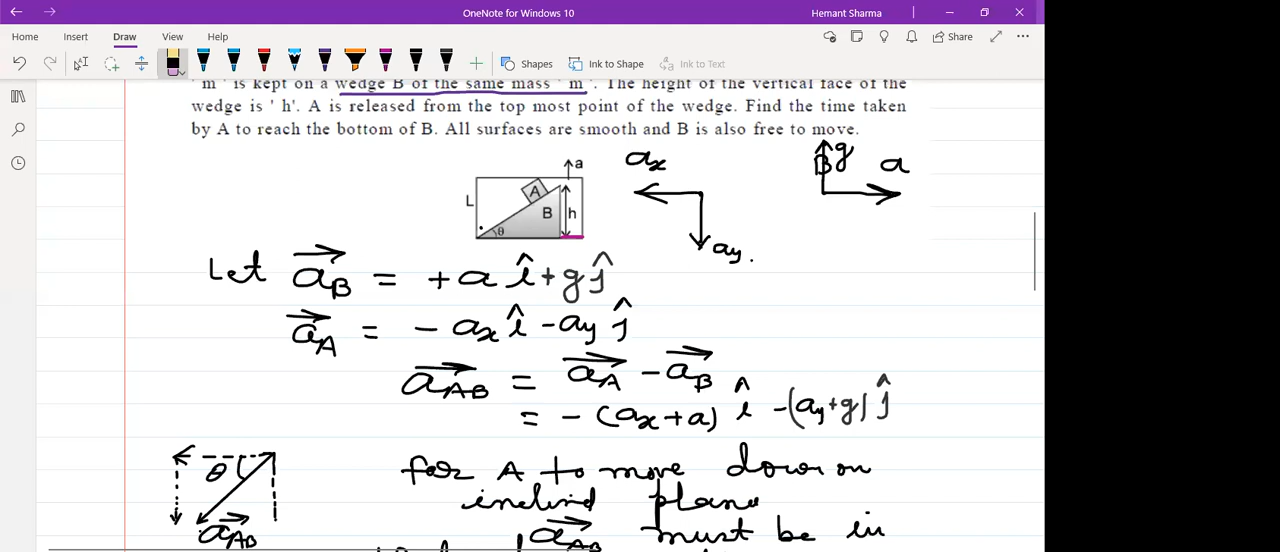 OneNote for Windows 10
Hemant Sharma
Home Insert Draw View Help
Share
Shapes Ink to Shape Ink to Text
' m ' is kept on a wedge B of the same mass ' m '. The height of the vertical face of the
wedge is ' h'. A is released from the top most point of the wedge. Find the time taken
by A to reach the bottom of B. All surfaces are smooth and B is also free to move.
a
L A B h θ
ax
ay.
g a
Let aB = + a î + g ĵ
aA = - ax î - ay ĵ
aAB = aA - aB
= - (ax + a) î - (ay + g) ĵ
θ
aAB
for A to move down on
inclind plane
aAB must be in